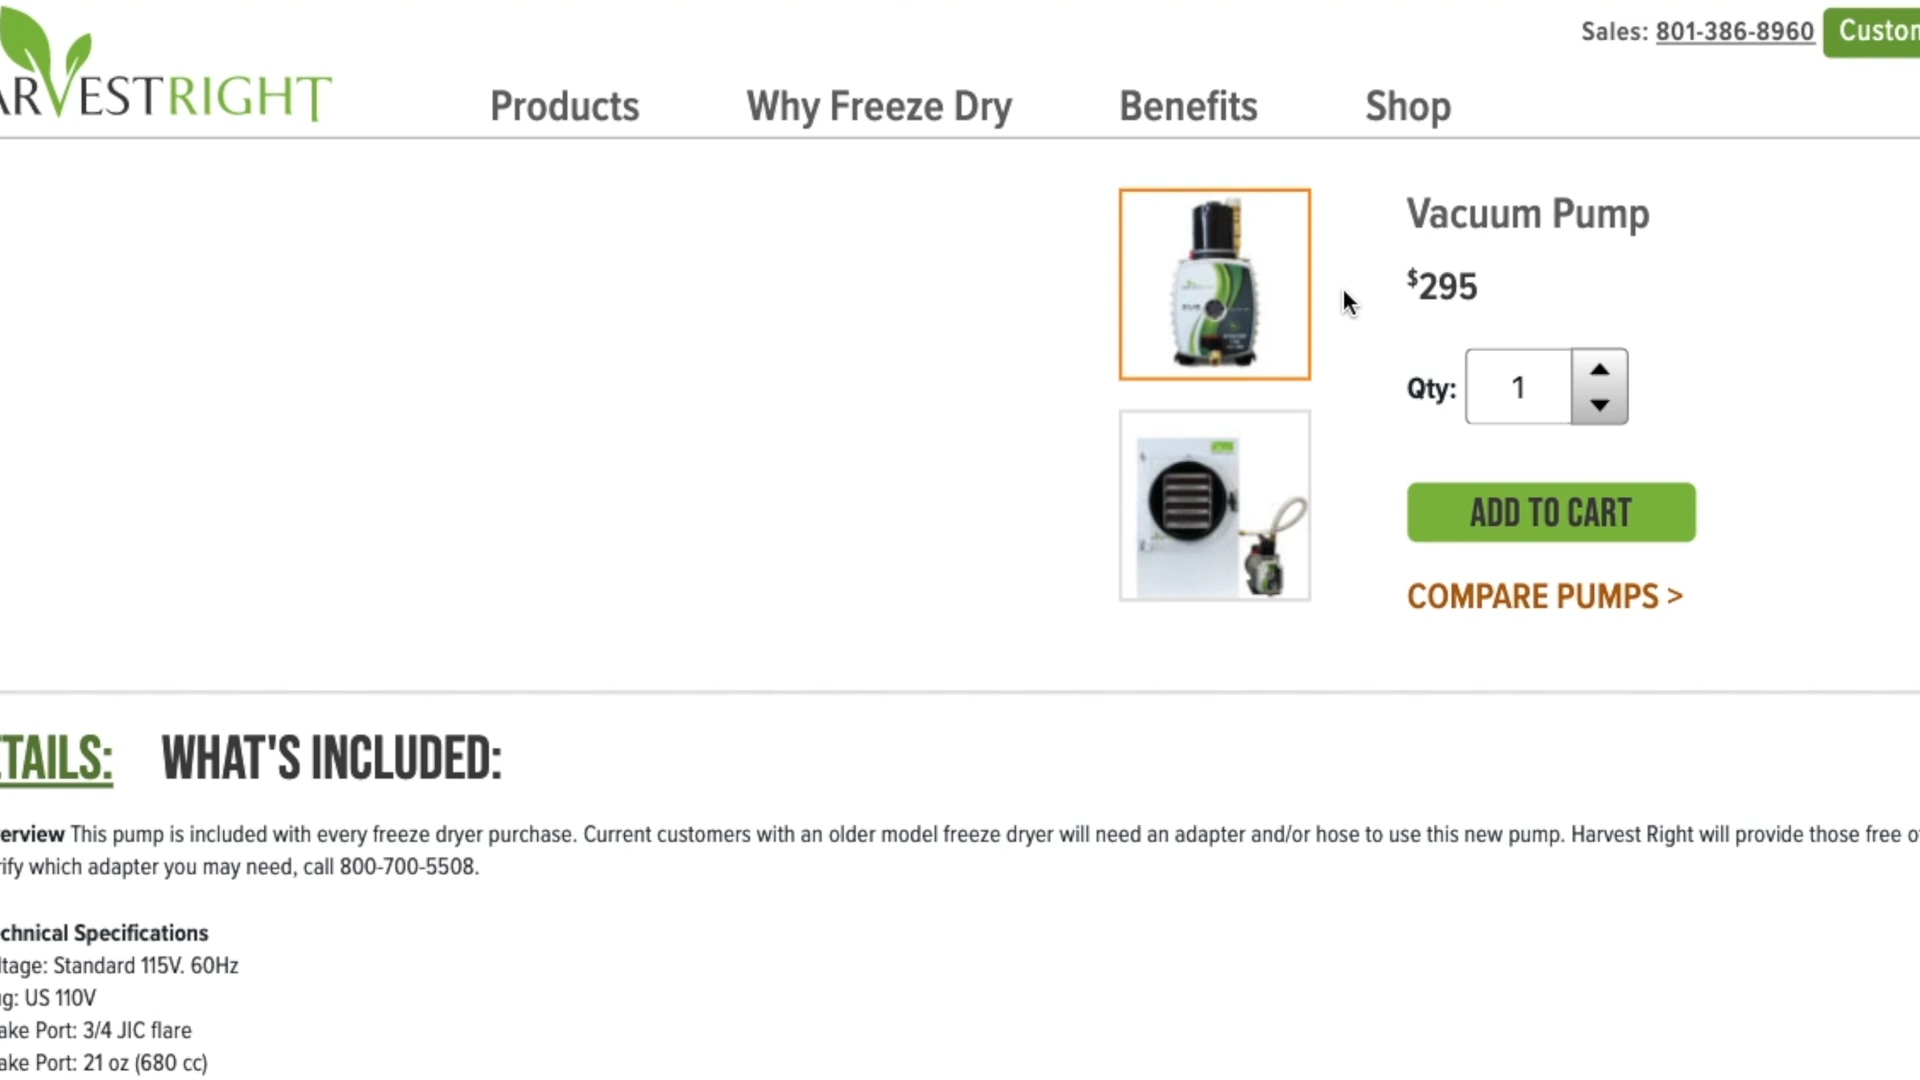 Sales: 801-386-8960 Custom
ARVESTRIGHT
Products Why Freeze Dry Benefits Shop
Vacuum Pump
$295
Qty: 1
ADD TO CART
COMPARE PUMPS >
TAILS: WHAT'S INCLUDED:
erview This pump is included with every freeze dryer purchase. Current customers with an older model freeze dryer will need an adapter and/or hose to use this new pump. Harvest Right will provide those free o
rify which adapter you may need, call 800-700-5508.
chnical Specifications
ltage: Standard 115V. 60Hz
ug: US 110V
ake Port: 3/4 JIC flare
ake Port: 21 oz (680 cc)